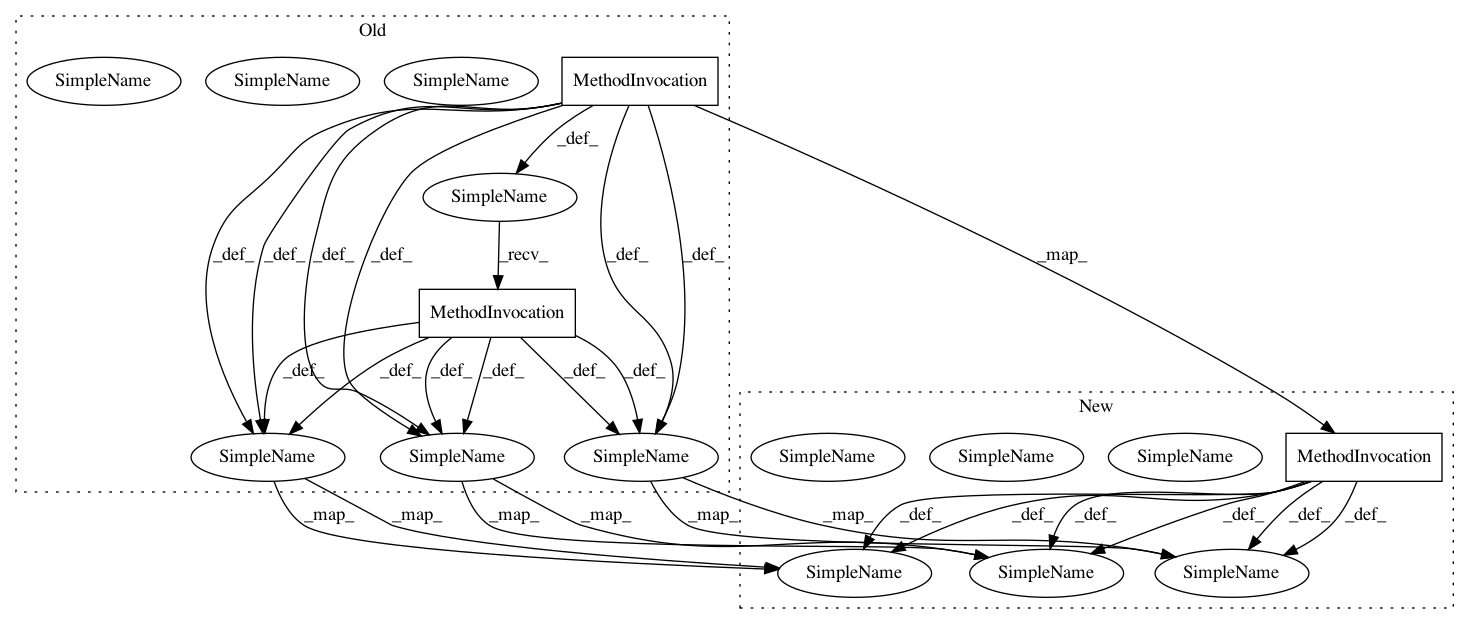 Old
SimpleName
SimpleName
SimpleName
MethodInvocation
_def_
SimpleName
_def_
_def_
_def_
_def_
_recv_
_def_
_def_
_map_
MethodInvocation
_def_
_def_
_def_
_def_
_def_
_def_
New
SimpleName
SimpleName
SimpleName
SimpleName
SimpleName
SimpleName
MethodInvocation
_map_
_map_
_map_
_map_
_map_
_map_
_def_
_def_
_def_
_def_
_def_
_def_
SimpleName
SimpleName
SimpleName